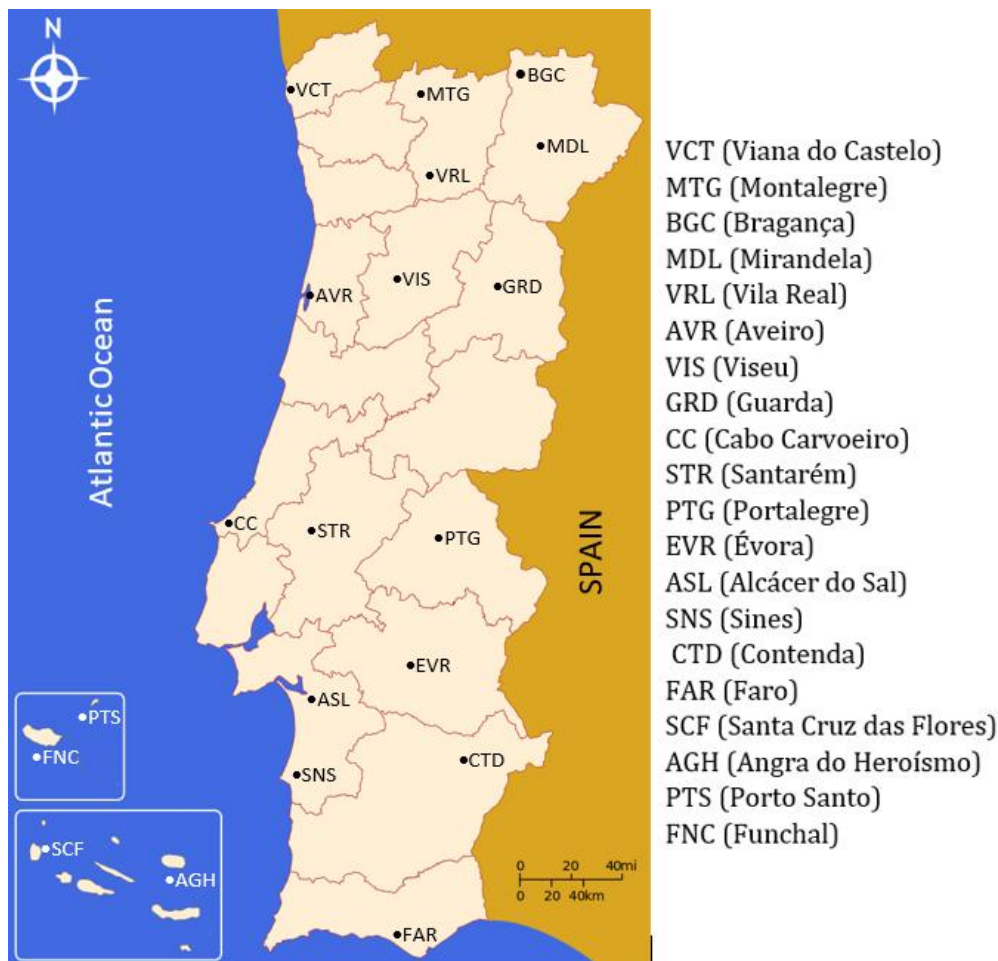 N
VCT
MTG
BGC
MDL
VRL
AVR
VIS
GRD
Atlantic Ocean
CC
STR
PTG
SPAIN
EVR
ASL
PTS
FNC
SNS
CTD
SCF
AGH
0 20 40mi
0 20 40km
FAR
VCT (Viana do Castelo)
MTG (Montalegre)
BGC (Bragança)
MDL (Mirandela)
VRL (Vila Real)
AVR (Aveiro)
VIS (Viseu)
GRD (Guarda)
CC (Cabo Carvoeiro)
STR (Santarém)
PTG (Portalegre)
EVR (Évora)
ASL (Alcácer do Sal)
SNS (Sines)
CTD (Contenda)
FAR (Faro)
SCF (Santa Cruz das Flores)
AGH (Angra do Heroísmo)
PTS (Porto Santo)
FNC (Funchal)